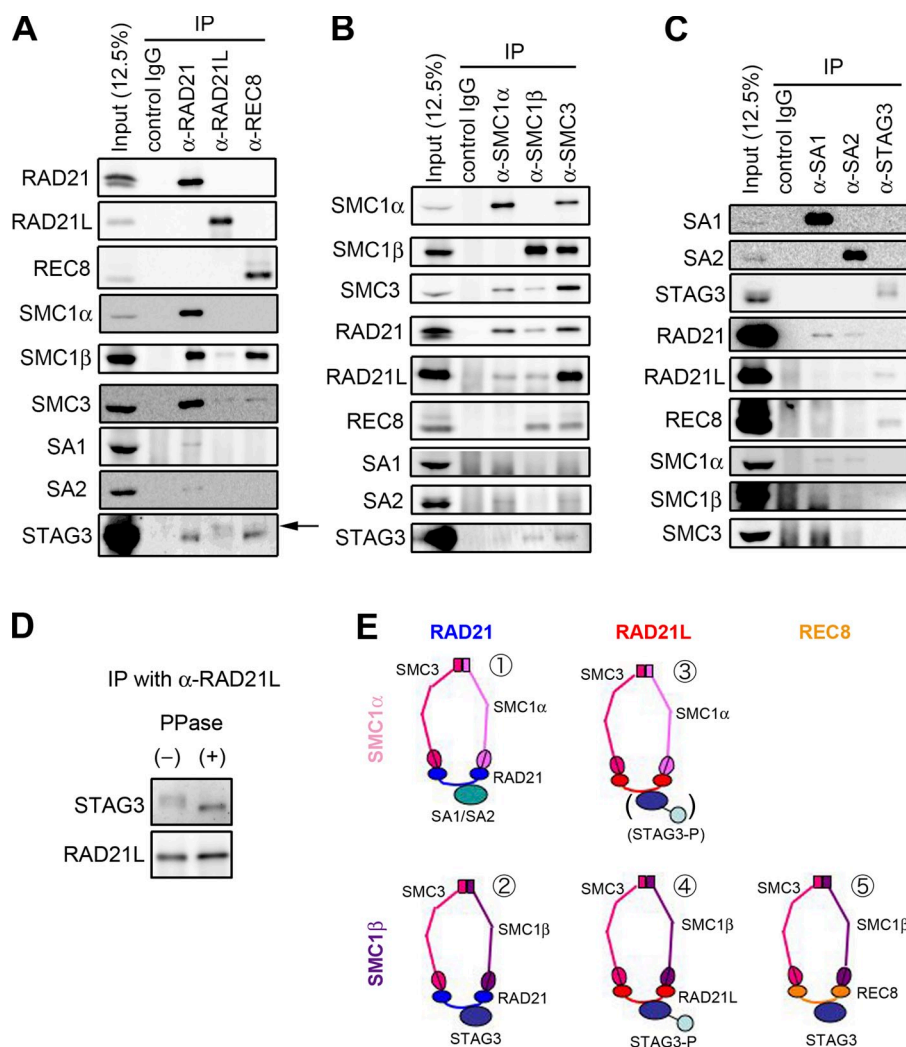 A
IP
Input (12.5%)
control IgG
α-RAD21
α-RAD21L
α-REC8
RAD21
RAD21L
REC8
SMC1α
SMC1β
SMC3
SA1
SA2
STAG3
B
IP
Input (12.5%)
control IgG
α-SMC1α
α-SMC1β
α-SMC3
SMC1α
SMC1β
SMC3
RAD21
RAD21L
REC8
SA1
SA2
STAG3
C
IP
Input (12.5%)
control IgG
α-SA1
α-SA2
α-STAG3
SA1
SA2
STAG3
RAD21
RAD21L
REC8
SMC1α
SMC1β
SMC3
D
IP with α-RAD21L
PPase
(−) (+)
STAG3
RAD21L
E
RAD21 RAD21L REC8
SMC1α
SMC3 ①
SMC1α
RAD21
SA1/SA2
SMC3 ③
SMC1α
( )
(STAG3-P)
SMC1β
SMC3 ②
SMC1β
RAD21
STAG3
SMC3 ④
SMC1β
RAD21L
STAG3-P
SMC3 ⑤
SMC1β
REC8
STAG3